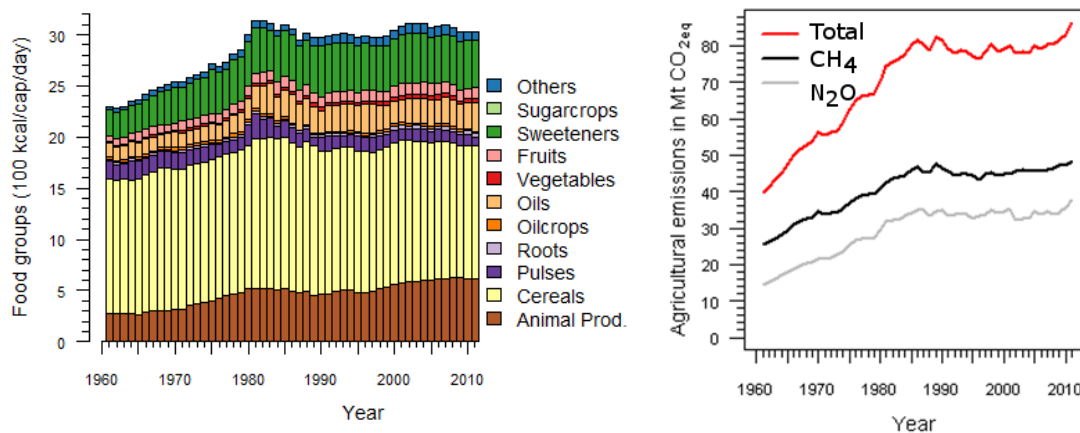 Food groups (100 kcal/cap/day)
30
25
20
15
10
5
0
1960 1970 1980 1990 2000 2010
Year
Others
Sugarcrops
Sweeteners
Fruits
Vegetables
Oils
Oilcrops
Roots
Pulses
Cereals
Animal Prod.
Agricultural emissions in Mt CO2eq
80
70
60
50
40
30
20
10
0
Total
CH4
N2O
1960 1970 1980 1990 2000 2010
Year